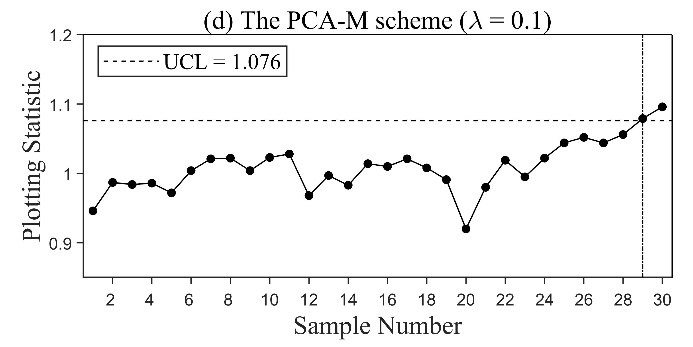 (d) The PCA-M scheme (λ = 0.1)
1.2
UCL = 1.076
1.1
1
0.9
Plotting Statistic
2 4 6 8 10 12 14 16 18 20 22 24 26 28 30
Sample Number